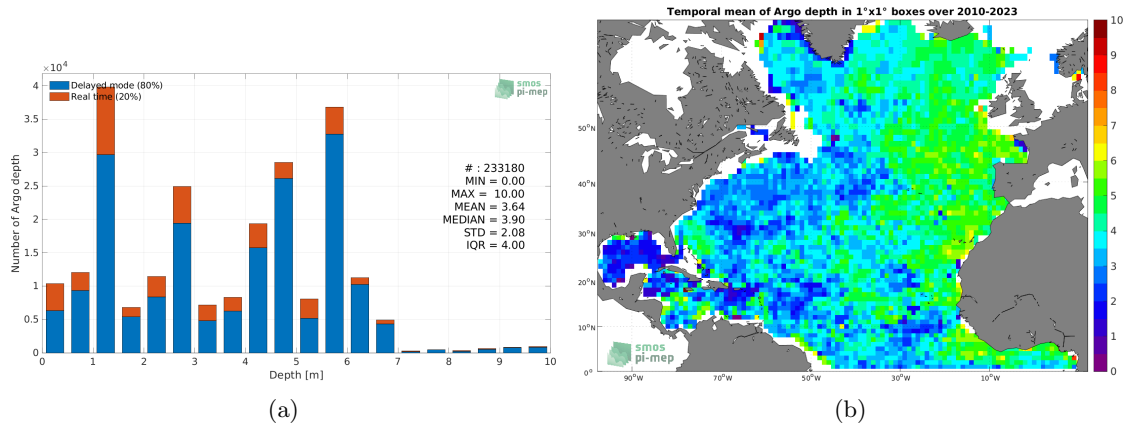 ×10⁴
Delayed mode (80%)
Real time (20%)
smos
pi-mep
# : 233180
MIN = 0.00
MAX = 10.00
MEAN = 3.64
MEDIAN = 3.90
STD = 2.08
IQR = 4.00
4
3.5
3
2.5
2
1.5
1
0.5
0
Number of Argo depth
0 1 2 3 4 5 6 7 8 9 10
Depth [m]
(a)
Temporal mean of Argo depth in 1°x1° boxes over 2010-2023
50°N
40°N
30°N
20°N
10°N
0°
90°W 70°W 50°W 30°W 10°W
smos
pi-mep
10
9
8
7
6
5
4
3
2
1
0
(b)